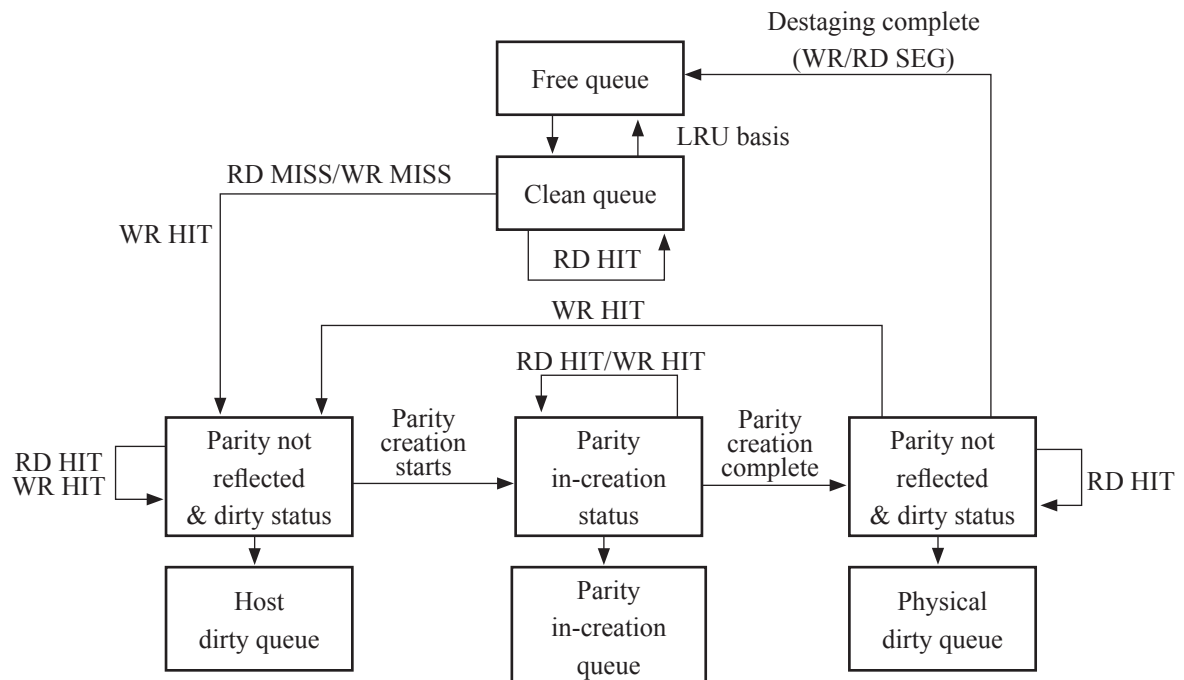 Destaging complete
(WR/RD SEG)
Free queue
LRU basis
RD MISS/WR MISS
Clean queue
WR HIT
RD HIT
WR HIT
RD HIT/WR HIT
Parity
creation
starts
Parity
creation
complete
Parity not
reflected
& dirty status
Parity
in-creation
status
Parity not
reflected
& dirty status
RD HIT
WR HIT
RD HIT
Host
dirty queue
Parity
in-creation
queue
Physical
dirty queue